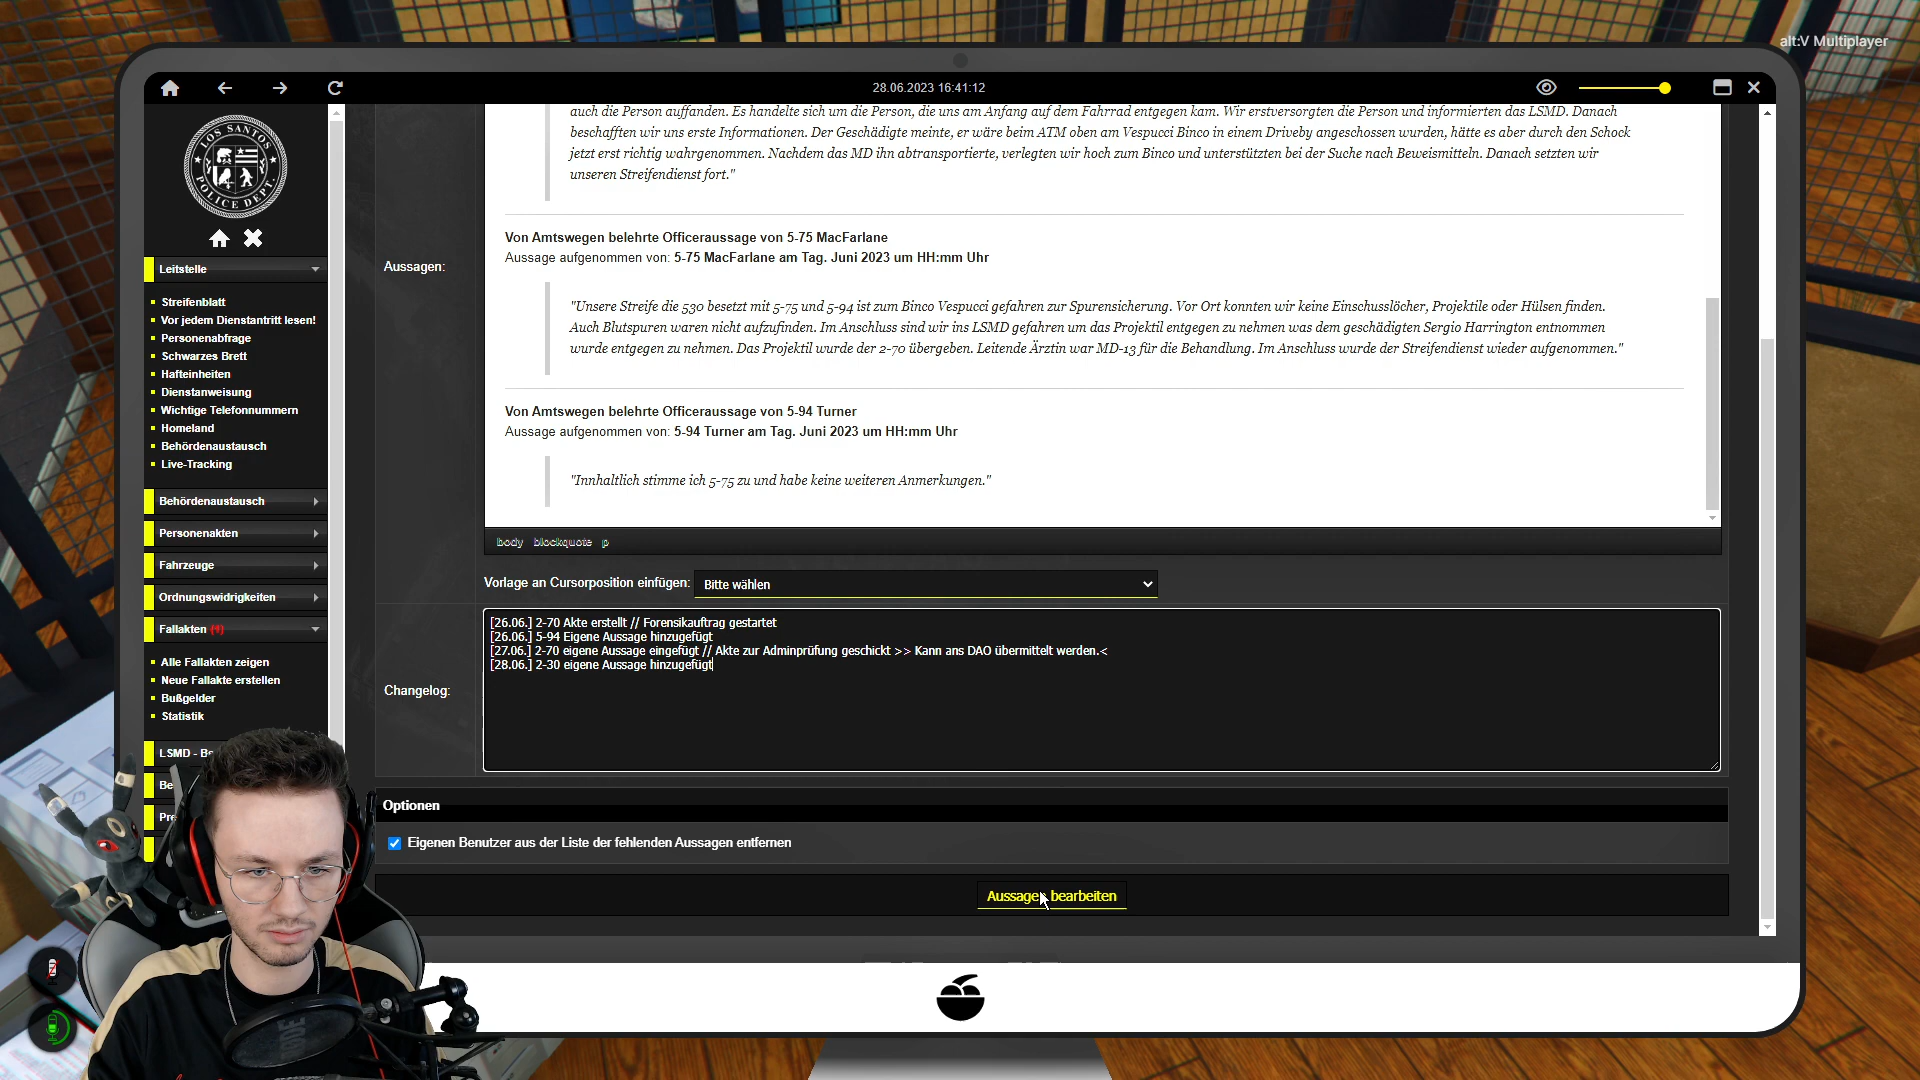 alt:V Multiplayer
28.06.2023 16:41:12
LOS SANTOS
POLICE DEPT.
Leitstelle
Streifenblatt
Vor jedem Dienstantritt lesen!
Personenabfrage
Schwarzes Brett
Hafteinheiten
Dienstanweisung
Wichtige Telefonnummern
Homeland
Behördenaustausch
Live-Tracking
Behördenaustausch
Personenakten
Fahrzeuge
Ordnungswidrigkeiten
Fallakten (1)
Alle Fallakten zeigen
Neue Fallakte erstellen
Bußgelder
Statistik
LSMD - Be
Be
Pre
Aussagen:
auch die Person auffanden. Es handelte sich um die Person, die uns am Anfang auf dem Fahrrad entgegen kam. Wir erstversorgten die Person und informierten das LSMD. Danach
beschafften wir uns erste Informationen. Der Geschädigte meinte, er wäre beim ATM oben am Vespucci Binco in einem Driveby angeschossen wurden, hätte es aber durch den Schock
jetzt erst richtig wahrgenommen. Nachdem das MD ihn abtransportierte, verlegten wir hoch zum Binco und unterstützten bei der Suche nach Beweismitteln. Danach setzten wir
unseren Streifendienst fort."
Von Amtswegen belehrte Officeraussage von 5-75 MacFarlane
Aussage aufgenommen von: 5-75 MacFarlane am Tag. Juni 2023 um HH:mm Uhr
"Unsere Streife die 530 besetzt mit 5-75 und 5-94 ist zum Binco Vespucci gefahren zur Spurensicherung. Vor Ort konnten wir keine Einschusslöcher, Projektile oder Hülsen finden.
Auch Blutspuren waren nicht aufzufinden. Im Anschluss sind wir ins LSMD gefahren um das Projektil entgegen zu nehmen was dem geschädigten Sergio Harrington entnommen
wurde entgegen zu nehmen. Das Projektil wurde der 2-70 übergeben. Leitende Ärztin war MD-13 für die Behandlung. Im Anschluss wurde der Streifendienst wieder aufgenommen."
Von Amtswegen belehrte Officeraussage von 5-94 Turner
Aussage aufgenommen von: 5-94 Turner am Tag. Juni 2023 um HH:mm Uhr
"Innhaltlich stimme ich 5-75 zu und habe keine weiteren Anmerkungen."
body blockquote p
Vorlage an Cursorposition einfügen: Bitte wählen
Changelog:
[26.06.] 2-70 Akte erstellt // Forensikauftrag gestartet
[26.06.] 5-94 Eigene Aussage hinzugefügt
[27.06.] 2-70 eigene Aussage eingefügt // Akte zur Adminprüfung geschickt >> Kann ans DAO übermittelt werden.<
[28.06.] 2-30 eigene Aussage hinzugefügt
Optionen
Eigenen Benutzer aus der Liste der fehlenden Aussagen entfernen
Aussagen bearbeiten